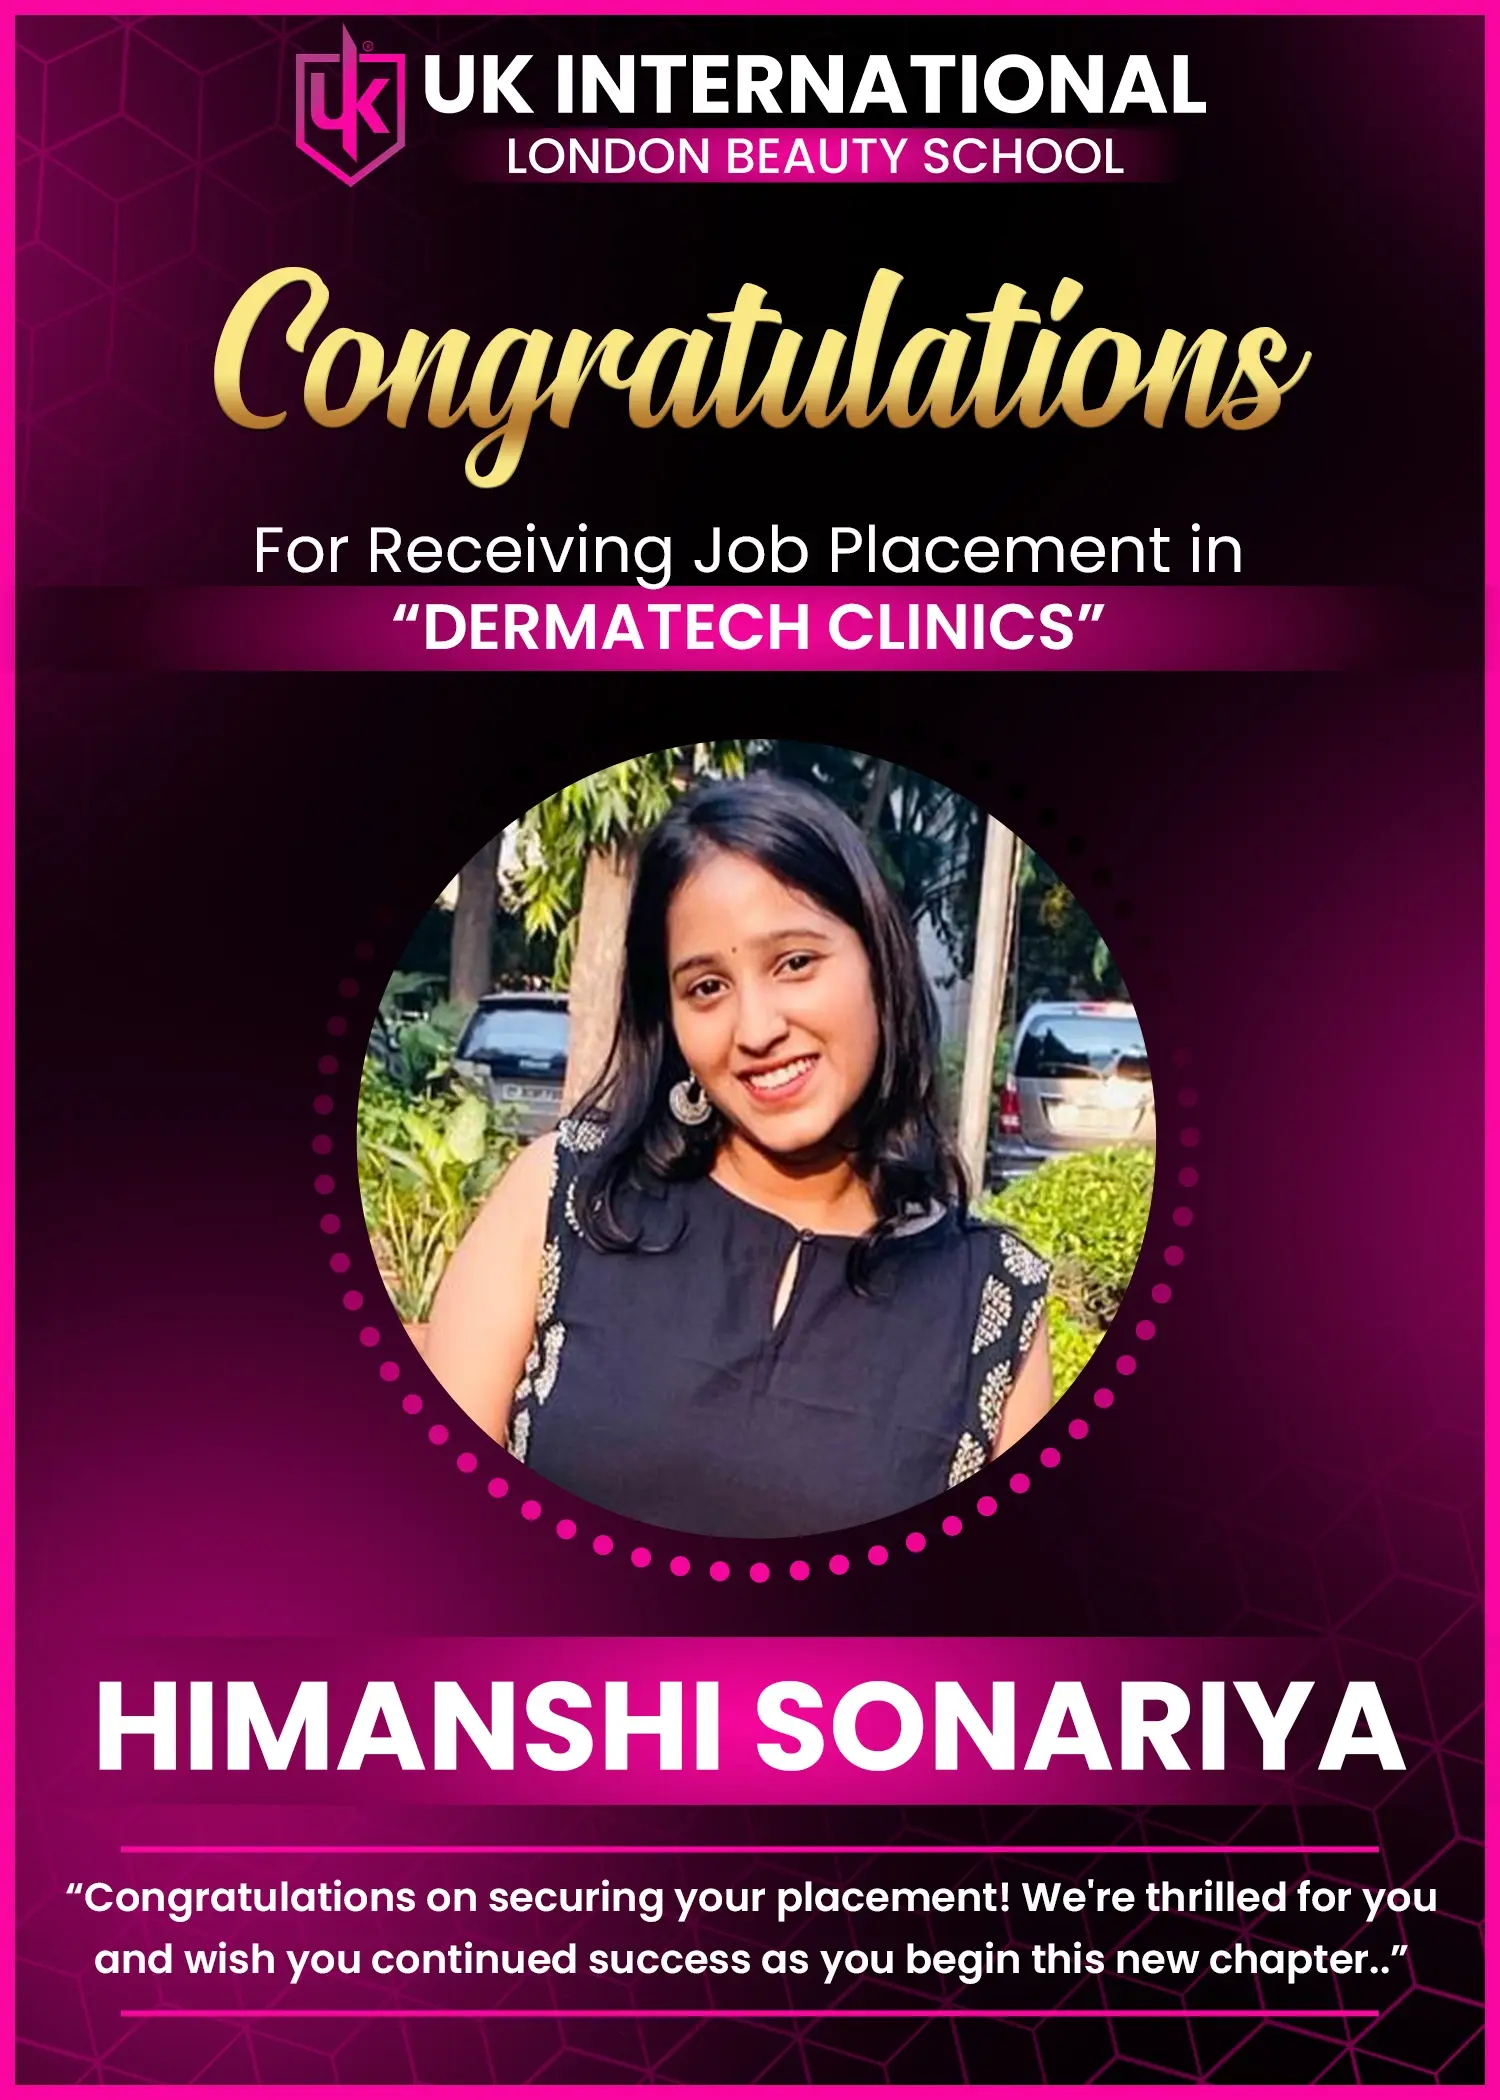 UK
®
UK INTERNATIONAL
LONDON BEAUTY SCHOOL
Congratulations
For Receiving Job Placement in
“DERMATECH CLINICS”
HIMANSHI SONARIYA
“Congratulations on securing your placement! We're thrilled for you
and wish you continued success as you begin this new chapter..”